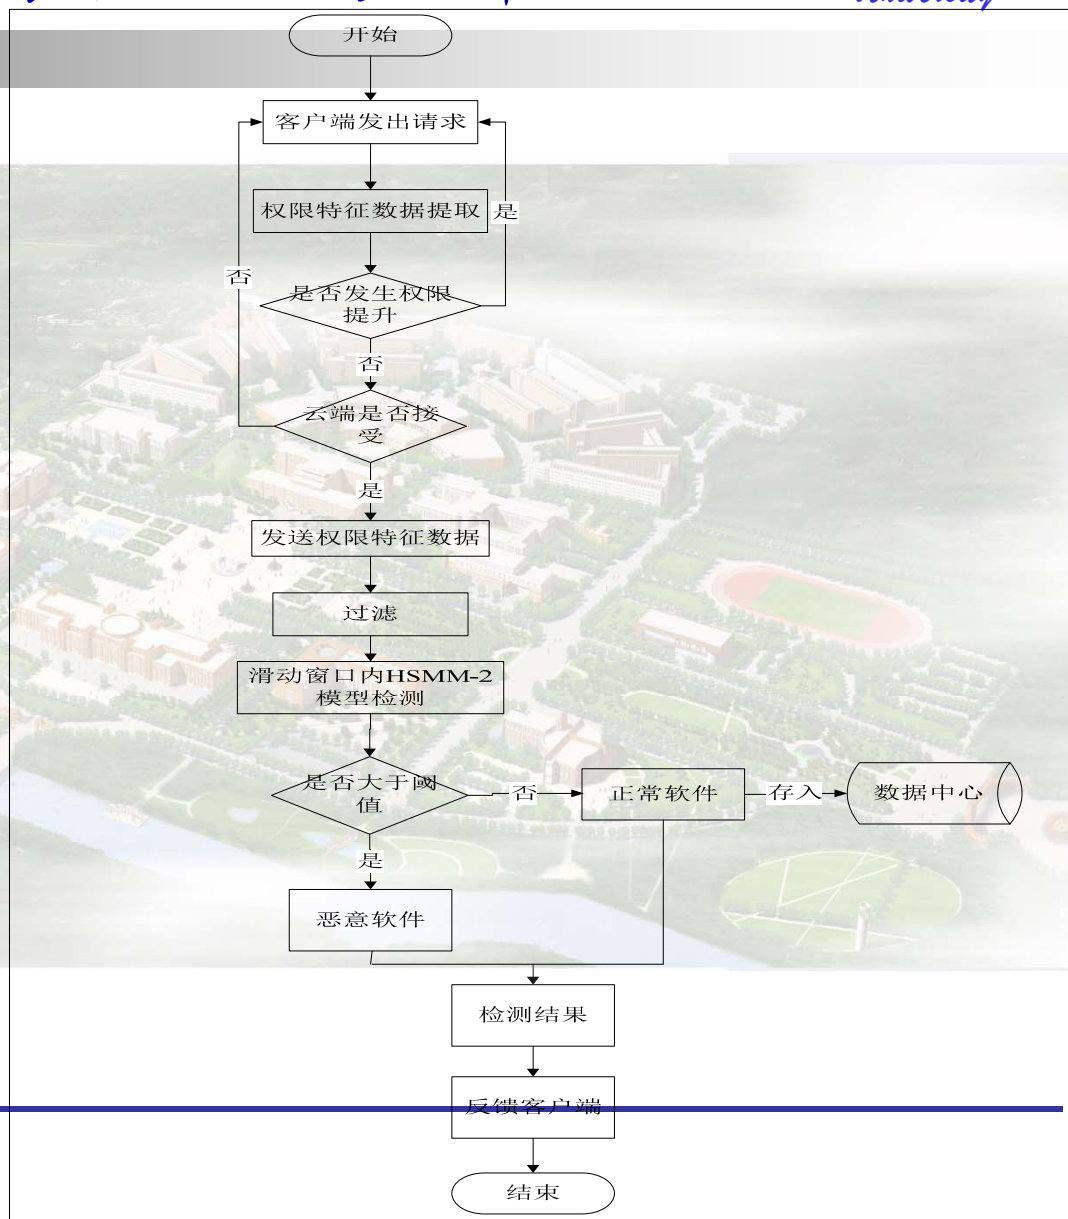 开始
客户端发出请求
权限特征数据提取
是
否
是否发生权限
提升
否
云端是否接
受
是
发送权限特征数据
过滤
滑动窗口内HSMM-2
模型检测
是否大于阈
值
否
正常软件
存入
数据中心
是
恶意软件
检测结果
反馈客户端
结束